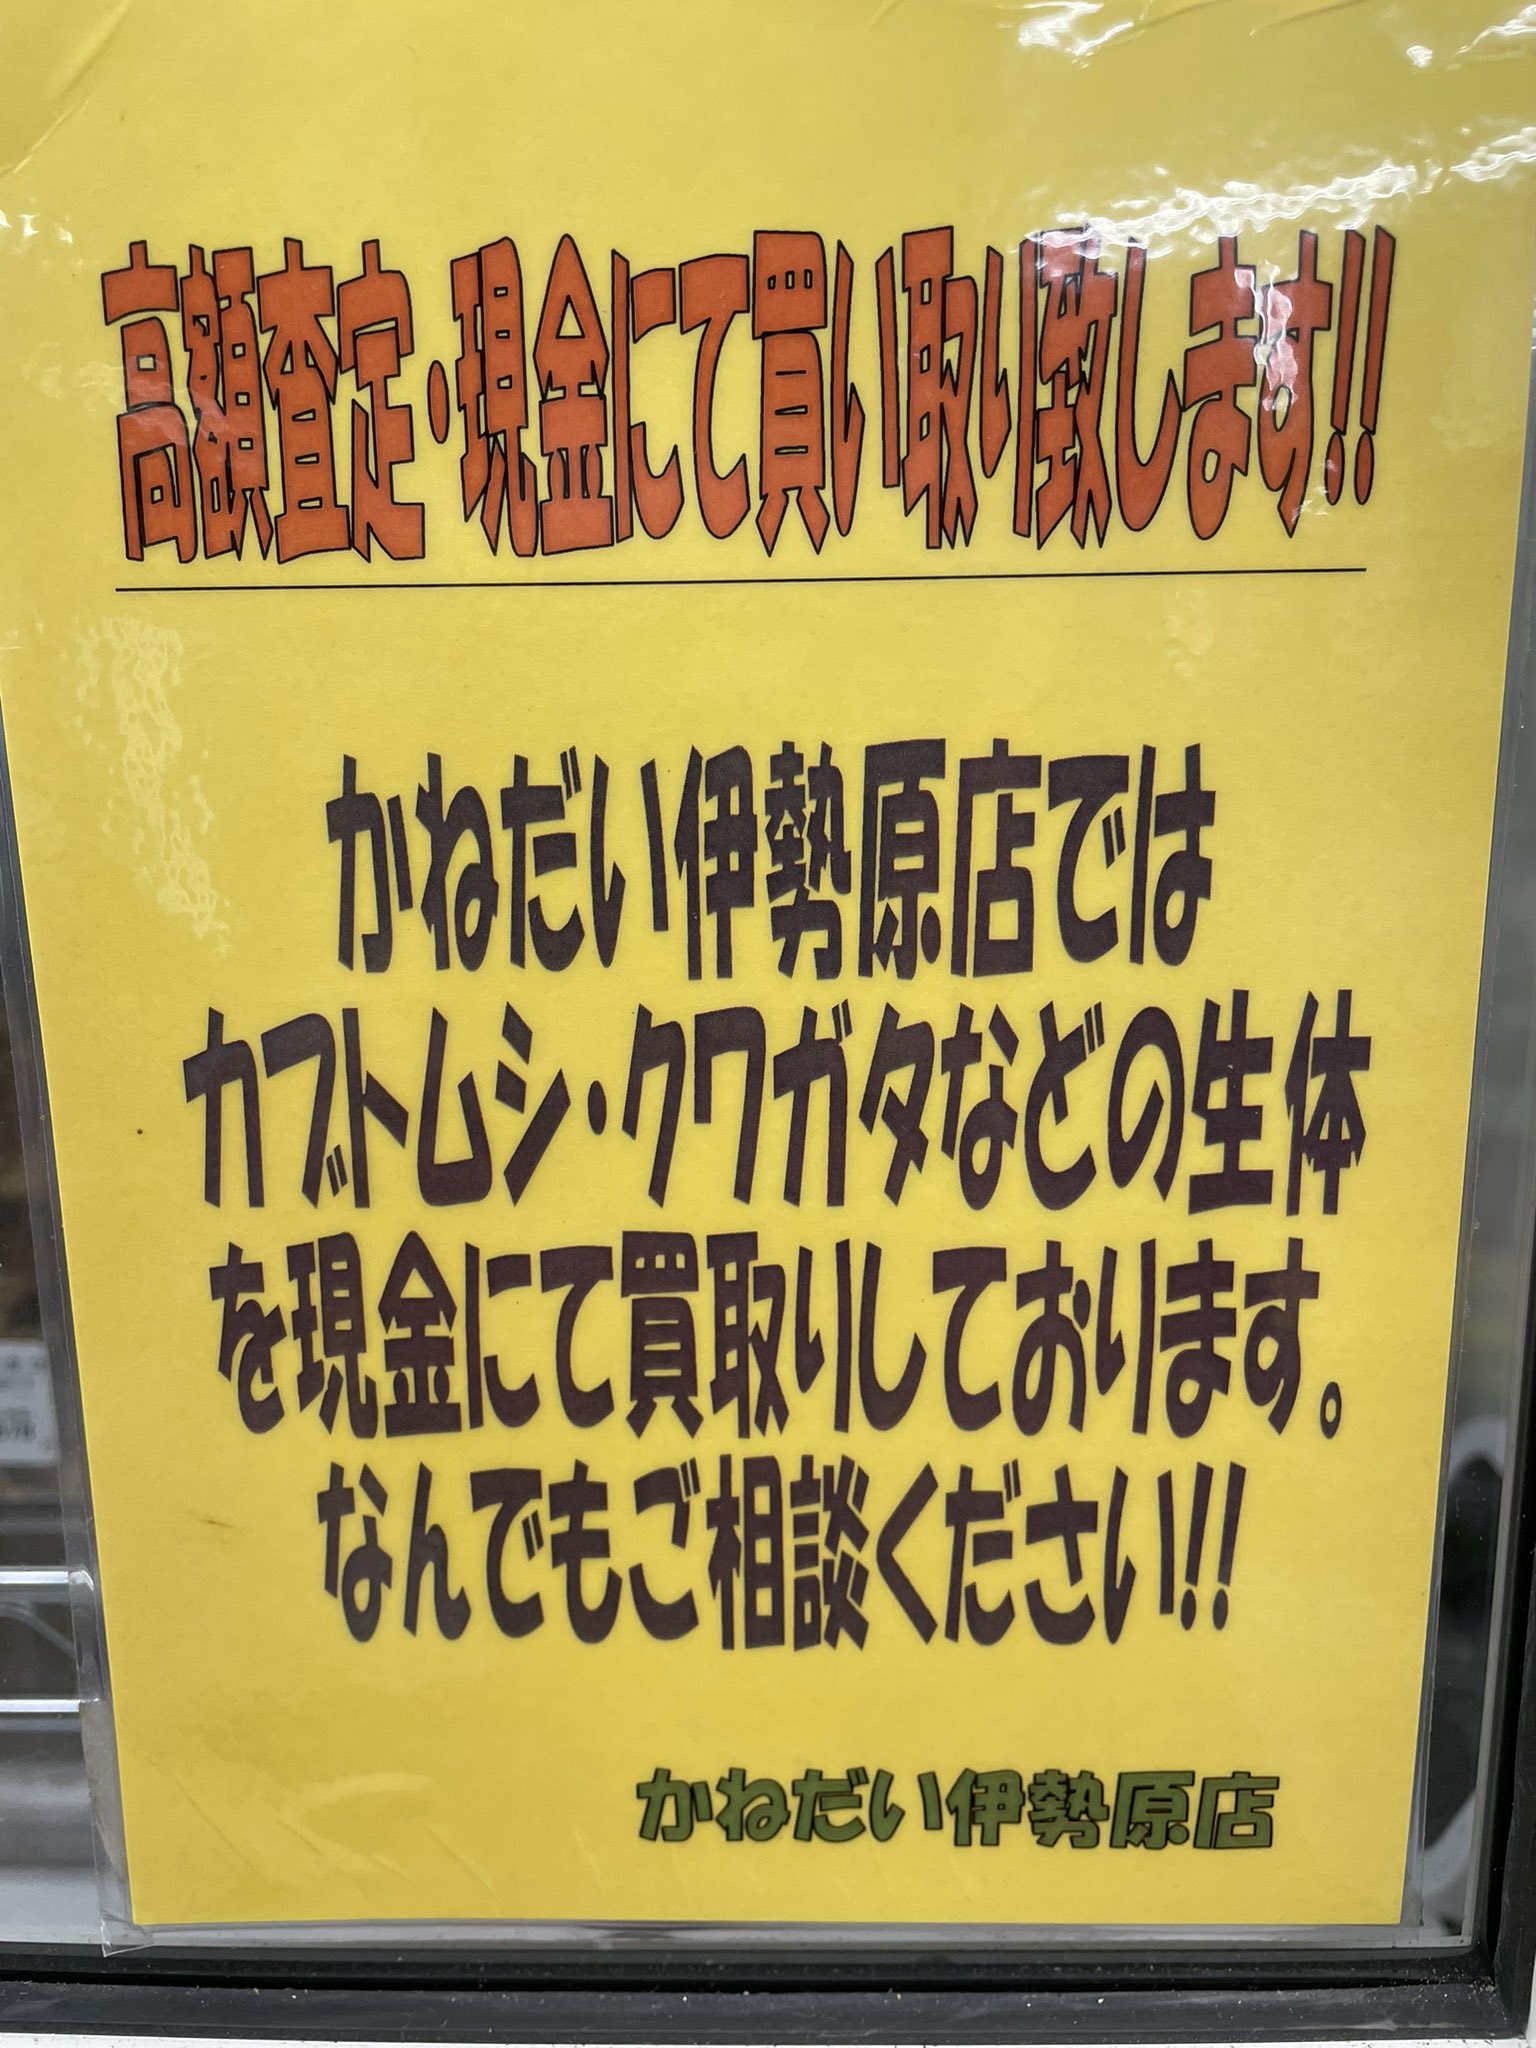 高額査定・現金にて買い取り致します!!
かねだい伊勢原店では
カブトムシ・クワガタなどの生体
を現金にて買取りしております。
なんでもご相談ください!!
かねだい伊勢原店